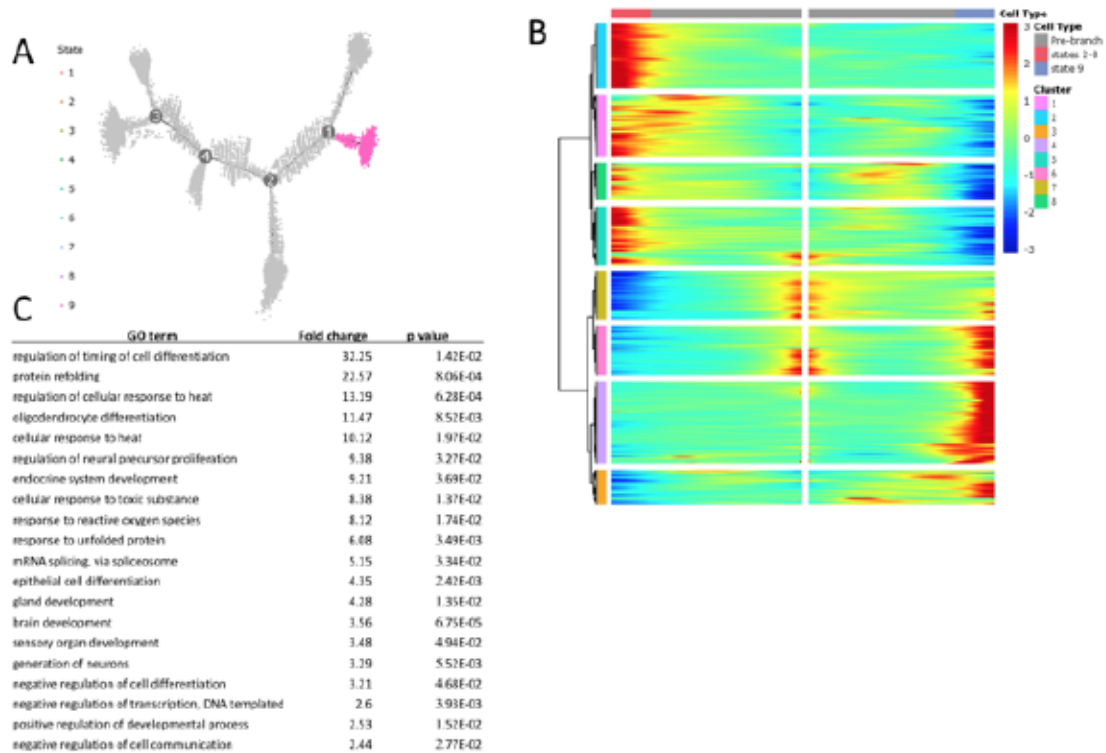 A
State
1
2
3
4
5
6
7
8
9
3
4
2
1
B
Cell Type
3
2
1
0
-1
-2
-3
Cell Type
Pre-branch
states 2-8
state 9
Cluster
1
2
3
4
5
6
7
8
C
GO term Fold change p value
regulation of timing of cell differentiation 32.25 1.42E-02
protein refolding 22.57 8.06E-04
regulation of cellular response to heat 13.19 6.28E-04
oligodendrocyte differentiation 11.47 8.52E-03
cellular response to heat 10.12 1.97E-02
regulation of neural precursor proliferation 9.38 3.27E-02
endocrine system development 9.21 3.69E-02
cellular response to toxic substance 8.38 1.37E-02
response to reactive oxygen species 8.12 1.74E-02
response to unfolded protein 6.08 3.49E-03
mRNA splicing, via spliceosome 5.15 3.34E-02
epithelial cell differentiation 4.35 2.42E-03
gland development 4.28 1.35E-02
brain development 3.56 6.75E-05
sensory organ development 3.48 4.94E-02
generation of neurons 3.29 5.52E-03
negative regulation of cell differentiation 3.21 4.68E-02
negative regulation of transcription, DNA templated 2.6 3.93E-03
positive regulation of developmental process 2.53 1.52E-02
negative regulation of cell communication 2.44 2.77E-02